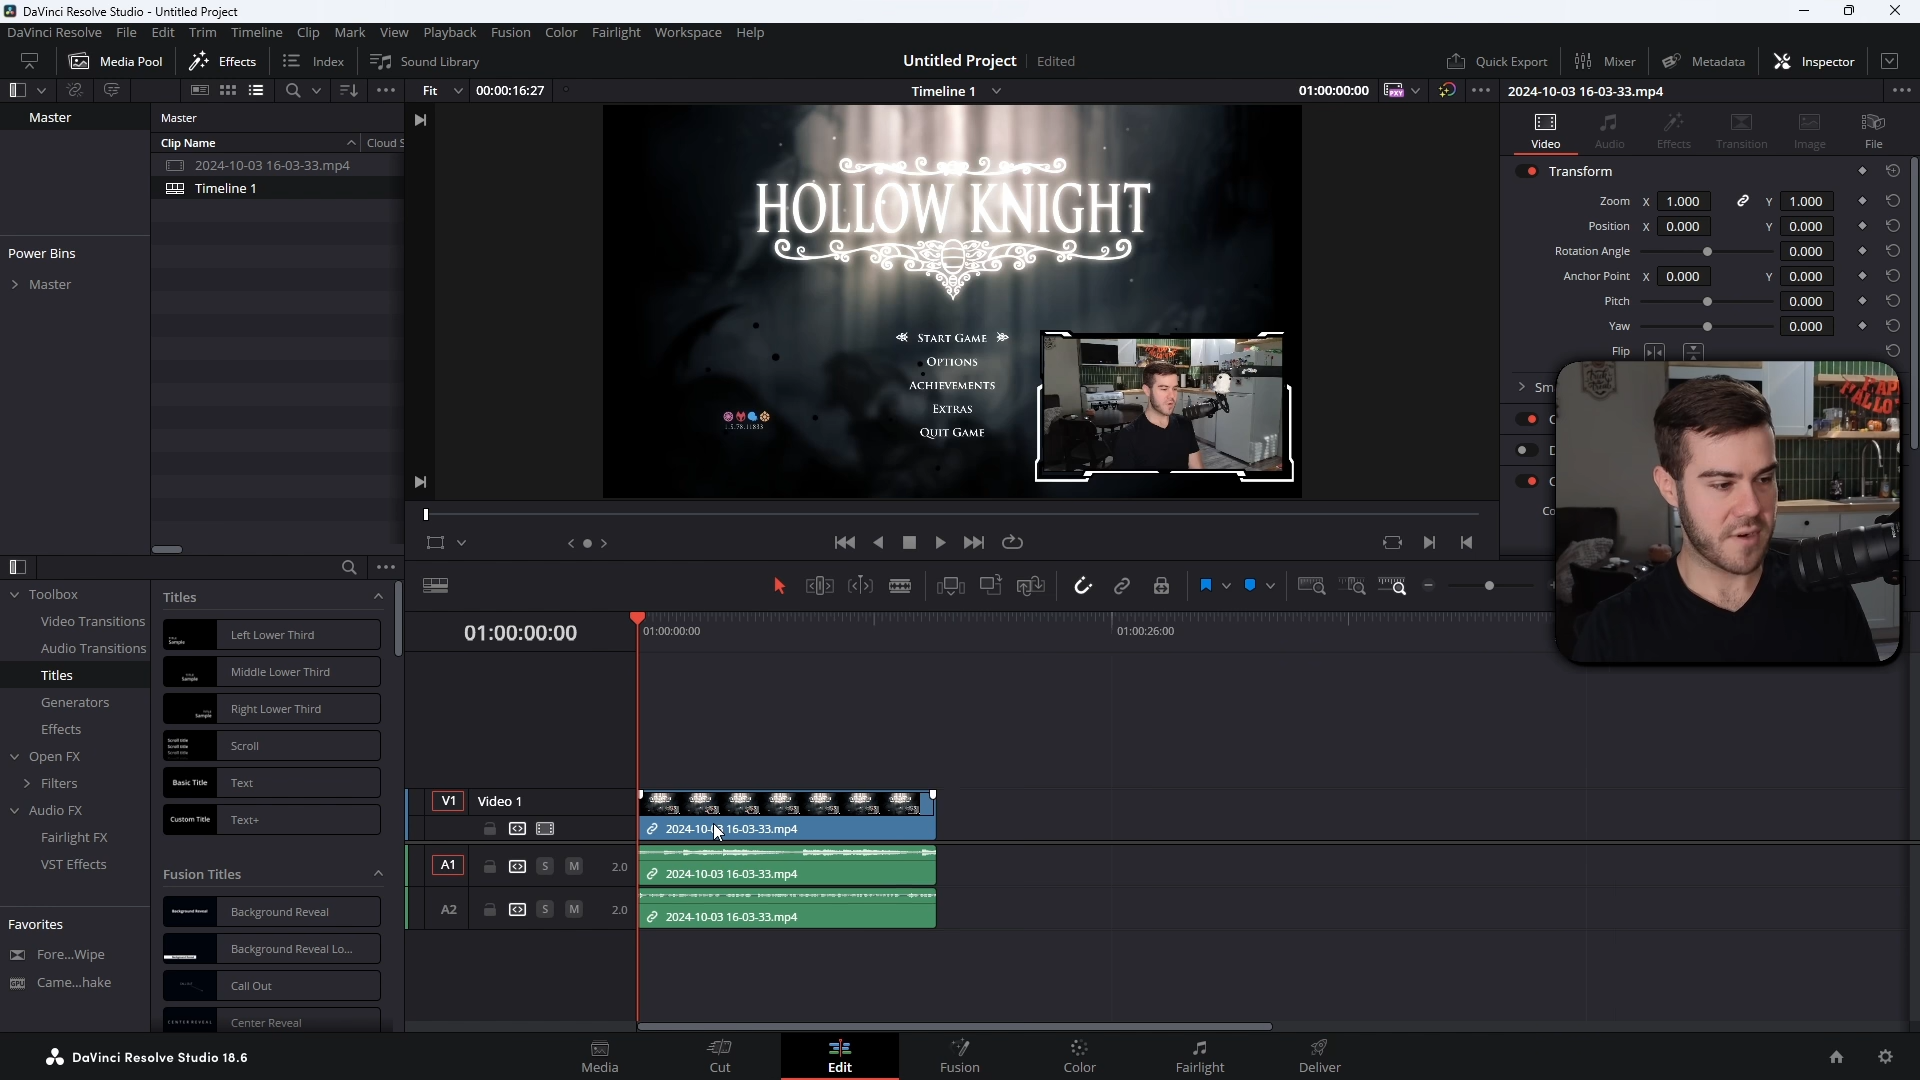 DaVinci Resolve Studio - Untitled Project
DaVinci Resolve File Edit Trim Timeline Clip Mark View Playback Fusion Color Fairlight Workspace Help
Media Pool Effects Index Sound Library Untitled Project Edited Quick Export Mixer Metadata Inspector
Fit 00:00:16:27 Timeline 1 01:00:00:00 2024-10-03 16-03-33.mp4
Master
Master
Clip Name Cloud S
2024-10-03 16-03-33.mp4
Timeline 1
Power Bins
Master
HOLLOW KNIGHT
START GAME
OPTIONS
ACHIEVEMENTS
EXTRAS
QUIT GAME
1.5.78.11833
Video Audio Effects Transition Image File
Transform
Zoom X 1.000 Y 1.000
Position X 0.000 Y 0.000
Rotation Angle 0.000
Anchor Point X 0.000 Y 0.000
Pitch 0.000
Yaw 0.000
Flip
Sm
C
D
C
Co
Toolbox
Video Transitions
Audio Transitions
Titles
Generators
Effects
Open FX
Filters
Audio FX
Fairlight FX
VST Effects
Favorites
Fore...Wipe
Came...hake
Titles
Left Lower Third
Middle Lower Third
Right Lower Third
Scroll
Basic Title Text
Custom Title Text+
Fusion Titles
Background Reveal
Background Reveal Lo...
Call Out
Center Reveal
01:00:00:00
01:00:00:00 01:00:26:00
V1 Video 1
2024-10-03 16-03-33.mp4
A1 S M 2.0
2024-10-03 16-03-33.mp4
A2 S M 2.0
2024-10-03 16-03-33.mp4
DaVinci Resolve Studio 18.6
Media Cut Edit Fusion Color Fairlight Deliver